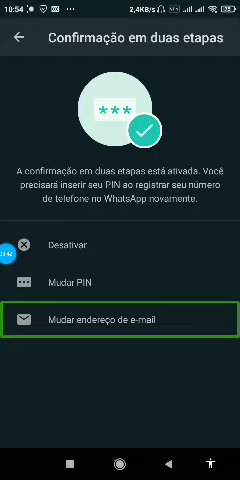 10:54
2,4KB/s
Confirmação em duas etapas
***
A confirmação em duas etapas está ativada. Você
precisará inserir seu PIN ao registrar seu número
de telefone no WhatsApp novamente.
Desativar
Mudar PIN
Mudar endereço de e-mail